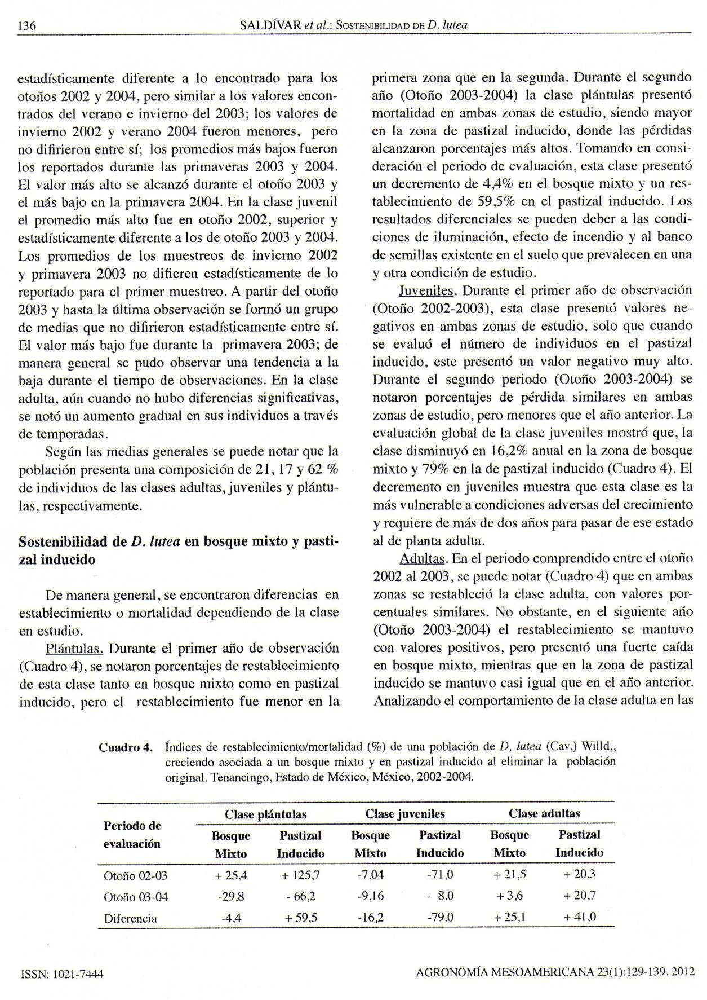 136
SALDÍVAR et al.: SOSTENIBILIDAD DE D. lutea
estadísticamente diferente a lo encontrado para los
otoños 2002 y 2004, pero similar a los valores encon-
trados del verano e invierno del 2003; los valores de
invierno 2002 y verano 2004 fueron menores, pero
no difirieron entre sí; los promedios más bajos fueron
los reportados durante las primaveras 2003 y 2004.
El valor más alto se alcanzó durante el otoño 2003 y
el más bajo en la primavera 2004. En la clase juvenil
el promedio más alto fue en otoño 2002, superior y
estadísticamente diferente a los de otoño 2003 y 2004.
Los promedios de los muestreos de invierno 2002
y primavera 2003 no difieren estadísticamente de lo
reportado para el primer muestreo. A partir del otoño
2003 y hasta la última observación se formó un grupo
de medias que no difirieron estadísticamente entre sí.
El valor más bajo fue durante la primavera 2003; de
manera general se pudo observar una tendencia a la
baja durante el tiempo de observaciones. En la clase
adulta, aún cuando no hubo diferencias significativas,
se notó un aumento gradual en sus individuos a través
de temporadas.
Según las medias generales se puede notar que la
población presenta una composición de 21, 17 y 62 %
de individuos de las clases adultas, juveniles y plántu-
las, respectivamente.
Sostenibilidad de D. lutea en bosque mixto y pasti-
zal inducido
De manera general, se encontraron diferencias en
establecimiento o mortalidad dependiendo de la clase
en estudio.
Plántulas. Durante el primer año de observación
(Cuadro 4), se notaron porcentajes de restablecimiento
de esta clase tanto en bosque mixto como en pastizal
inducido, pero el restablecimiento fue menor en la
primera zona que en la segunda. Durante el segundo
año (Otoño 2003-2004) la clase plántulas presentó
mortalidad en ambas zonas de estudio, siendo mayor
en la zona de pastizal inducido, donde las pérdidas
alcanzaron porcentajes más altos. Tomando en consi-
deración el periodo de evaluación, esta clase presentó
un decremento de 4,4% en el bosque mixto y un res-
tablecimiento de 59,5% en el pastizal inducido. Los
resultados diferenciales se pueden deber a las condi-
ciones de iluminación, efecto de incendio y al banco
de semillas existente en el suelo que prevalecen en una
y otra condición de estudio.
Juveniles. Durante el primer año de observación
(Otoño 2002-2003), esta clase presentó valores ne-
gativos en ambas zonas de estudio, solo que cuando
se evaluó el número de individuos en el pastizal
inducido, este presentó un valor negativo muy alto.
Durante el segundo periodo (Otoño 2003-2004) se
notaron porcentajes de pérdida similares en ambas
zonas de estudio, pero menores que el año anterior. La
evaluación global de la clase juveniles mostró que, la
clase disminuyó en 16,2% anual en la zona de bosque
mixto y 79% en la de pastizal inducido (Cuadro 4). El
decremento en juveniles muestra que esta clase es la
más vulnerable a condiciones adversas del crecimiento
y requiere de más de dos años para pasar de ese estado
al de planta adulta.
Adultas. En el periodo comprendido entre el otoño
2002 al 2003, se puede notar (Cuadro 4) que en ambas
zonas se restableció la clase adulta, con valores por-
centuales similares. No obstante, en el siguiente año
(Otoño 2003-2004) el restablecimiento se mantuvo
con valores positivos, pero presentó una fuerte caída
en bosque mixto, mientras que en la zona de pastizal
inducido se mantuvo casi igual que en el año anterior.
Analizando el comportamiento de la clase adulta en las
Cuadro 4. Índices de restablecimiento/mortalidad (%) de una población de D, lutea (Cav,) Willd,,
creciendo asociada a un bosque mixto y en pastizal inducido al eliminar la población
original. Tenancingo, Estado de México, México, 2002-2004.
Periodo de evaluación
Clase plántulas Clase juveniles Clase adultas
Bosque Pastizal Bosque Pastizal Bosque Pastizal
Mixto Inducido Mixto Inducido Mixto Inducido
Otoño 02-03 + 25,4 + 125,7 -7,04 -71,0 + 21,5 + 20,3
Otoño 03-04 -29,8 - 66,2 -9,16 - 8,0 + 3,6 + 20,7
Diferencia -4,4 + 59,5 -16,2 -79,0 + 25,1 + 41,0
ISSN: 1021-7444
AGRONOMÍA MESOAMERICANA 23(1):129-139. 2012